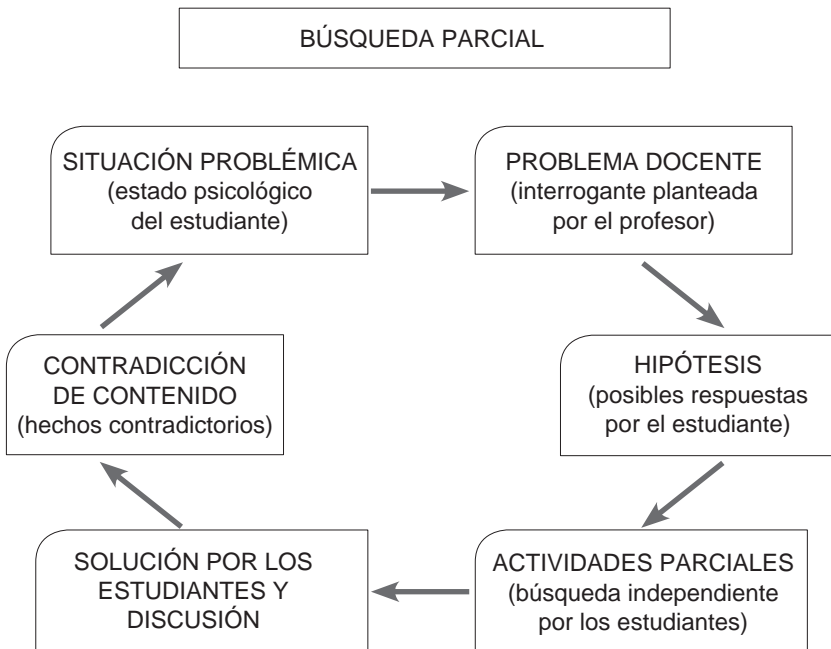 BÚSQUEDA PARCIAL
SITUACIÓN PROBLÉMICA
(estado psicológico
del estudiante)
PROBLEMA DOCENTE
(interrogante planteada
por el profesor)
HIPÓTESIS
(posibles respuestas
por el estudiante)
ACTIVIDADES PARCIALES
(búsqueda independiente
por los estudiantes)
SOLUCIÓN POR LOS
ESTUDIANTES Y
DISCUSIÓN
CONTRADICCIÓN
DE CONTENIDO
(hechos contradictorios)